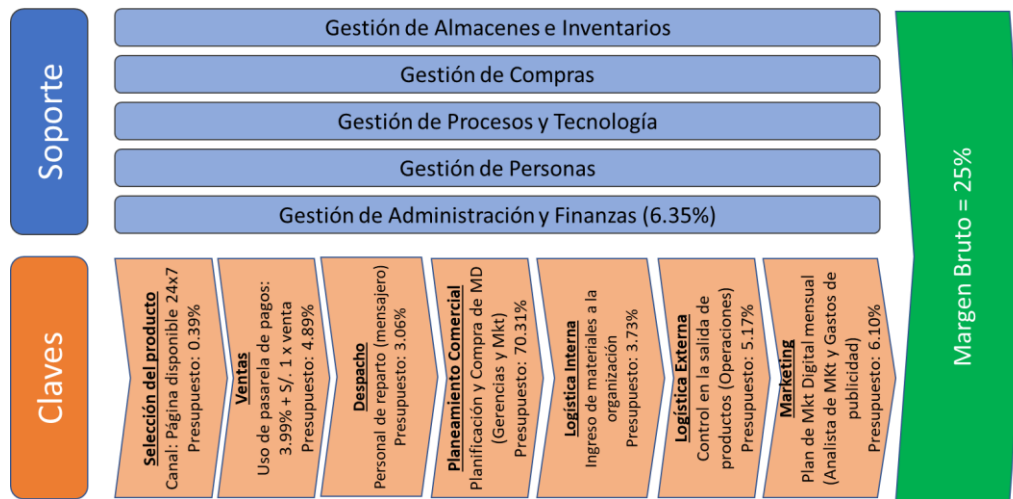 Soporte
Gestión de Almacenes e Inventarios
Gestión de Compras
Gestión de Procesos y Tecnología
Gestión de Personas
Gestión de Administración y Finanzas (6.35%)
Claves
Selección del producto
Canal: Página disponible 24x7
Presupuesto: 0.39%
Ventas
Uso de pasarela de pagos:
3.99% + S/. 1 x venta
Presupuesto: 4.89%
Despacho
Personal de reparto (mensajero)
Presupuesto: 3.06%
Planeamiento Comercial
Planificación y Compra de MD
(Gerencias y Mkt)
Presupuesto: 70.31%
Logística Interna
Ingreso de materiales a la
organización
Presupuesto: 3.73%
Logística Externa
Control en la salida de
productos (Operaciones)
Presupuesto: 5.17%
Marketing
Plan de Mkt Digital mensual
(Analista de MKt y Gastos de
publicidad)
Presupuesto: 6.10%
Margen Bruto = 25%